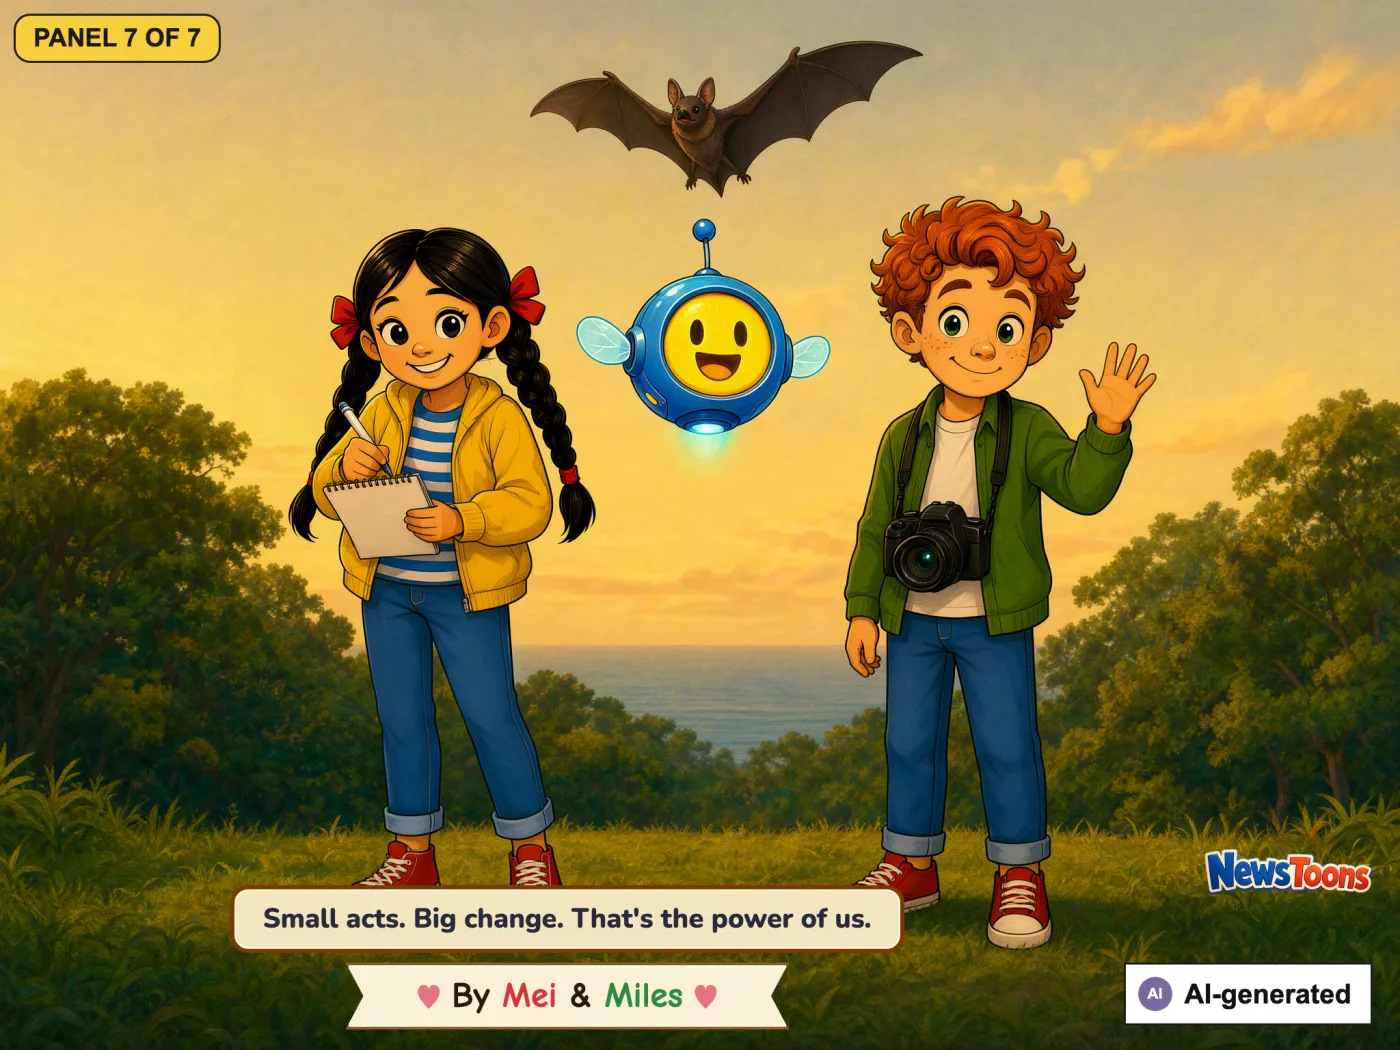 PANEL 7 OF 7
NewsToons
Small acts. Big change. That's the power of us.
By Mei & Miles
AI AI-generated